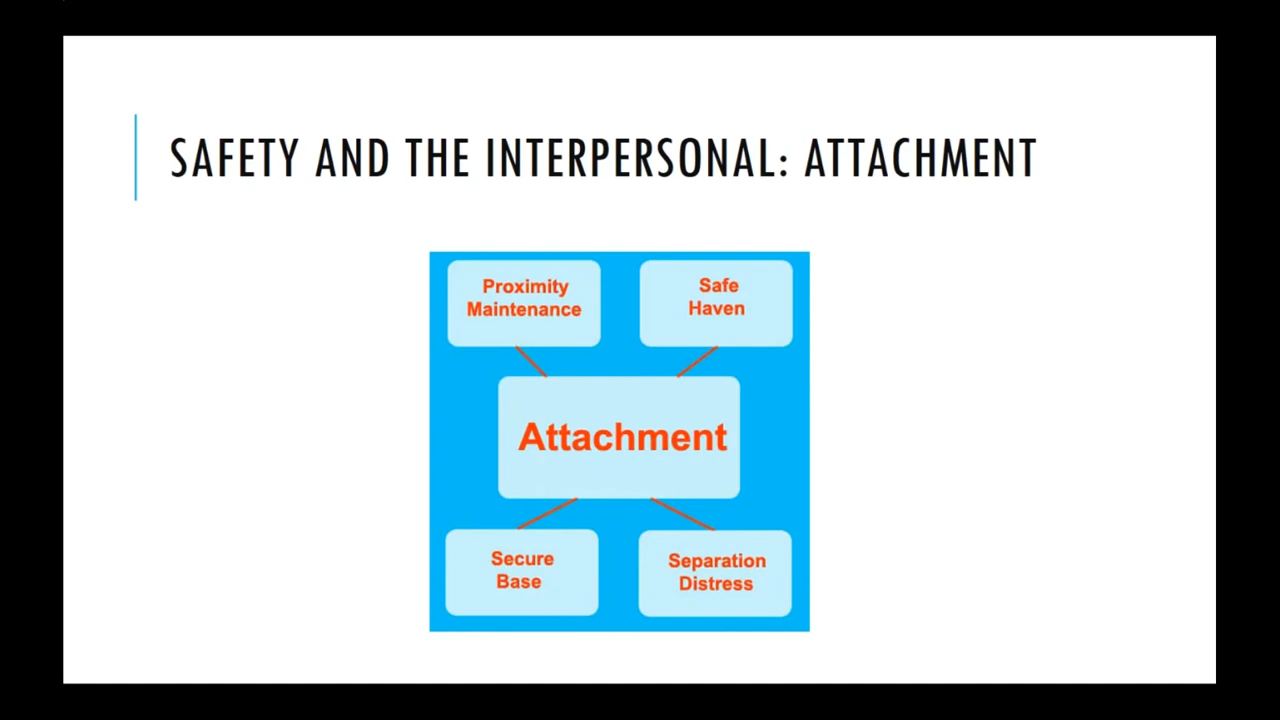 SAFETY AND THE INTERPERSONAL: ATTACHMENT
Proximity
Maintenance
Safe
Haven
Attachment
Secure
Base
Separation
Distress